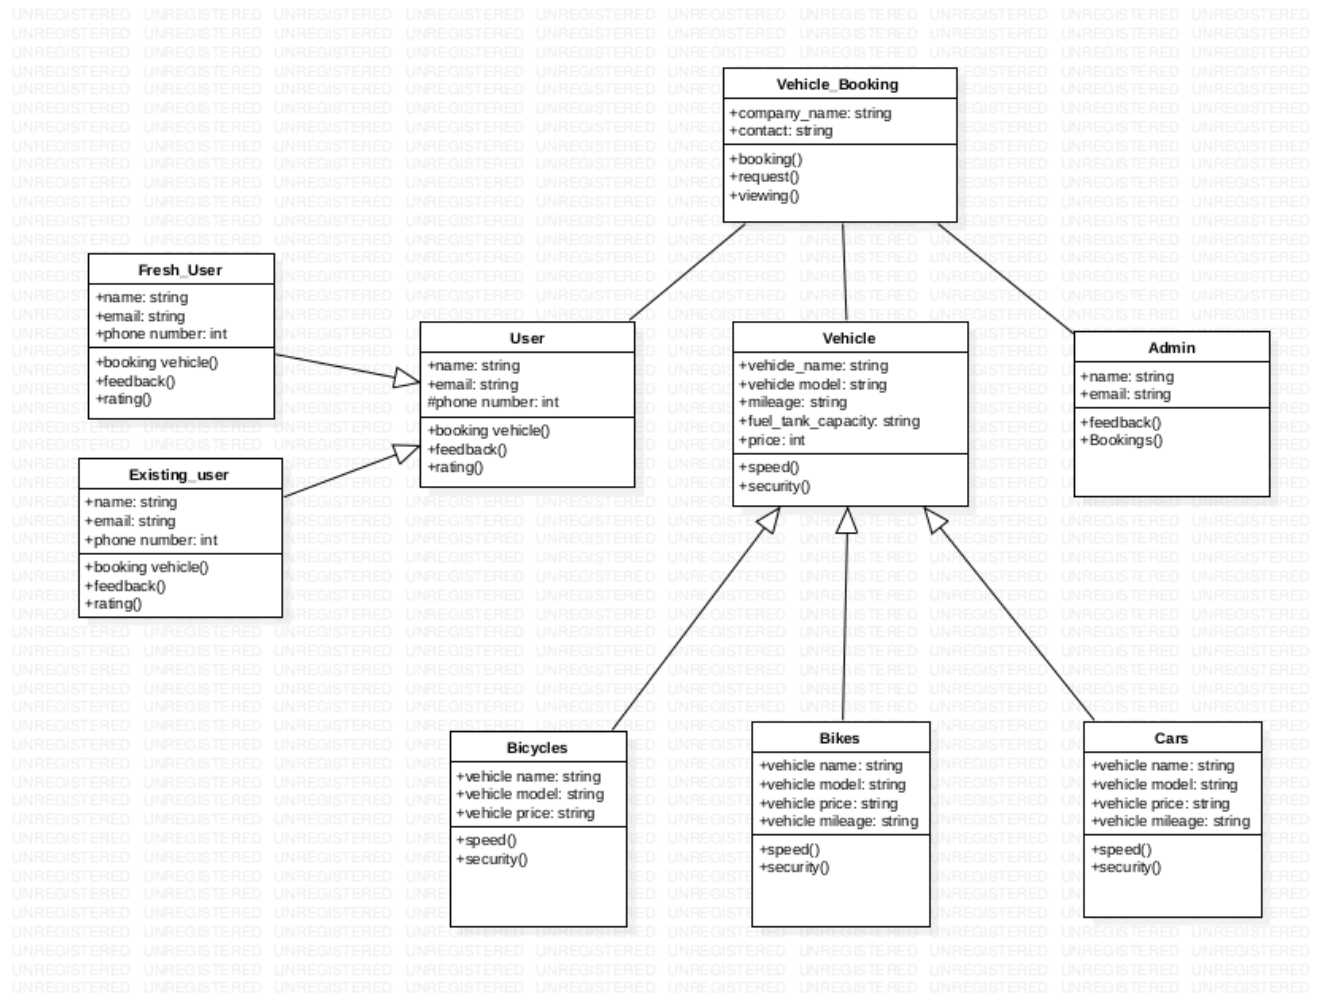 Vehicle_Booking
+company_name: string
+contact: string
+booking()
+request()
+viewing()
Fresh_User
+name: string
+email: string
+phone number: int
+booking vehicle()
+feedback()
+rating()
User
+name: string
+email: string
#phone number: int
+booking vehicle()
+feedback()
+rating()
Vehicle
+vehicle_name: string
+vehicle model: string
+mileage: string
+fuel_tank_capacity: string
+price: int
+speed()
+security()
Admin
+name: string
+email: string
+feedback()
+Bookings()
Existing_user
+name: string
+email: string
+phone number: int
+booking vehicle()
+feedback()
+rating()
Bicycles
+vehicle name: string
+vehicle model: string
+vehicle price: string
+speed()
+security()
Bikes
+vehicle name: string
+vehicle model: string
+vehicle price: string
+vehicle mileage: string
+speed()
+security()
Cars
+vehicle name: string
+vehicle model: string
+vehicle price: string
+vehicle mileage: string
+speed()
+security()
UNREGISTERED